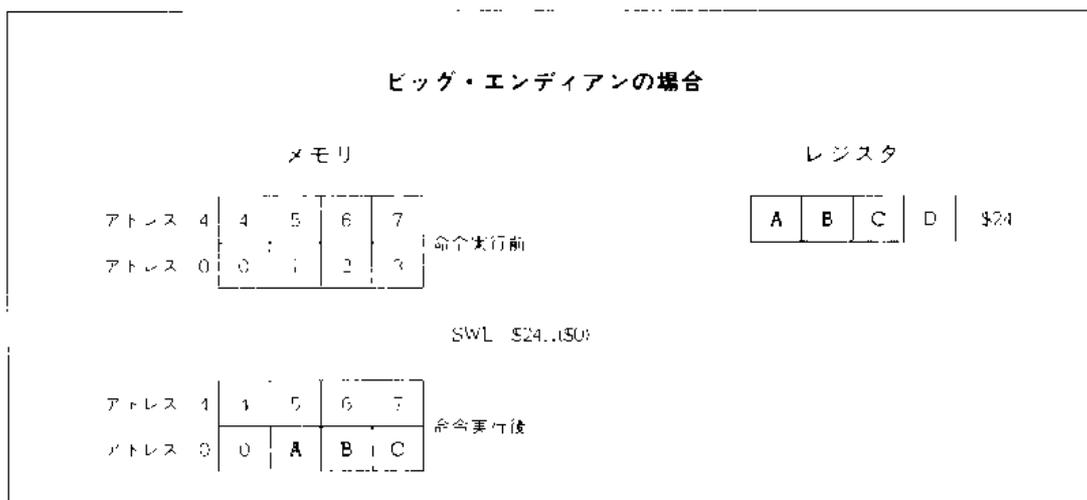 ビッグ・エンディアンの場合
メモリ
レジスタ
アドレス 4 4 5 6 7
アドレス 0 0 1 2 3
命令実行前
A B C D $24
SWL $24,1($0)
アドレス 4 4 5 6 7
アドレス 0 0 A B C
命令実行後